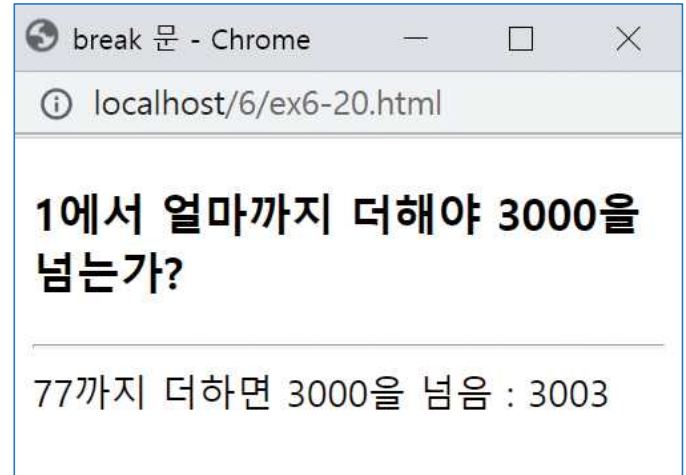 break 문 - Chrome
localhost/6/ex6-20.html
1에서 얼마까지 더해야 3000을
넘는가?
77까지 더하면 3000을 넘음 : 3003